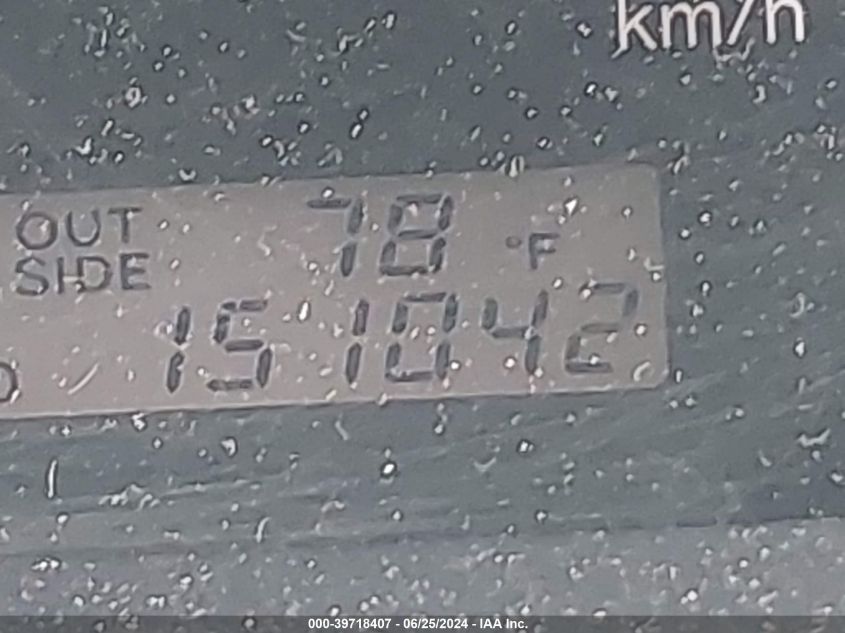 km/h
OUT 78 °F
SIDE
151042
000-39718407 - 06/25/2024 - IAA Inc.